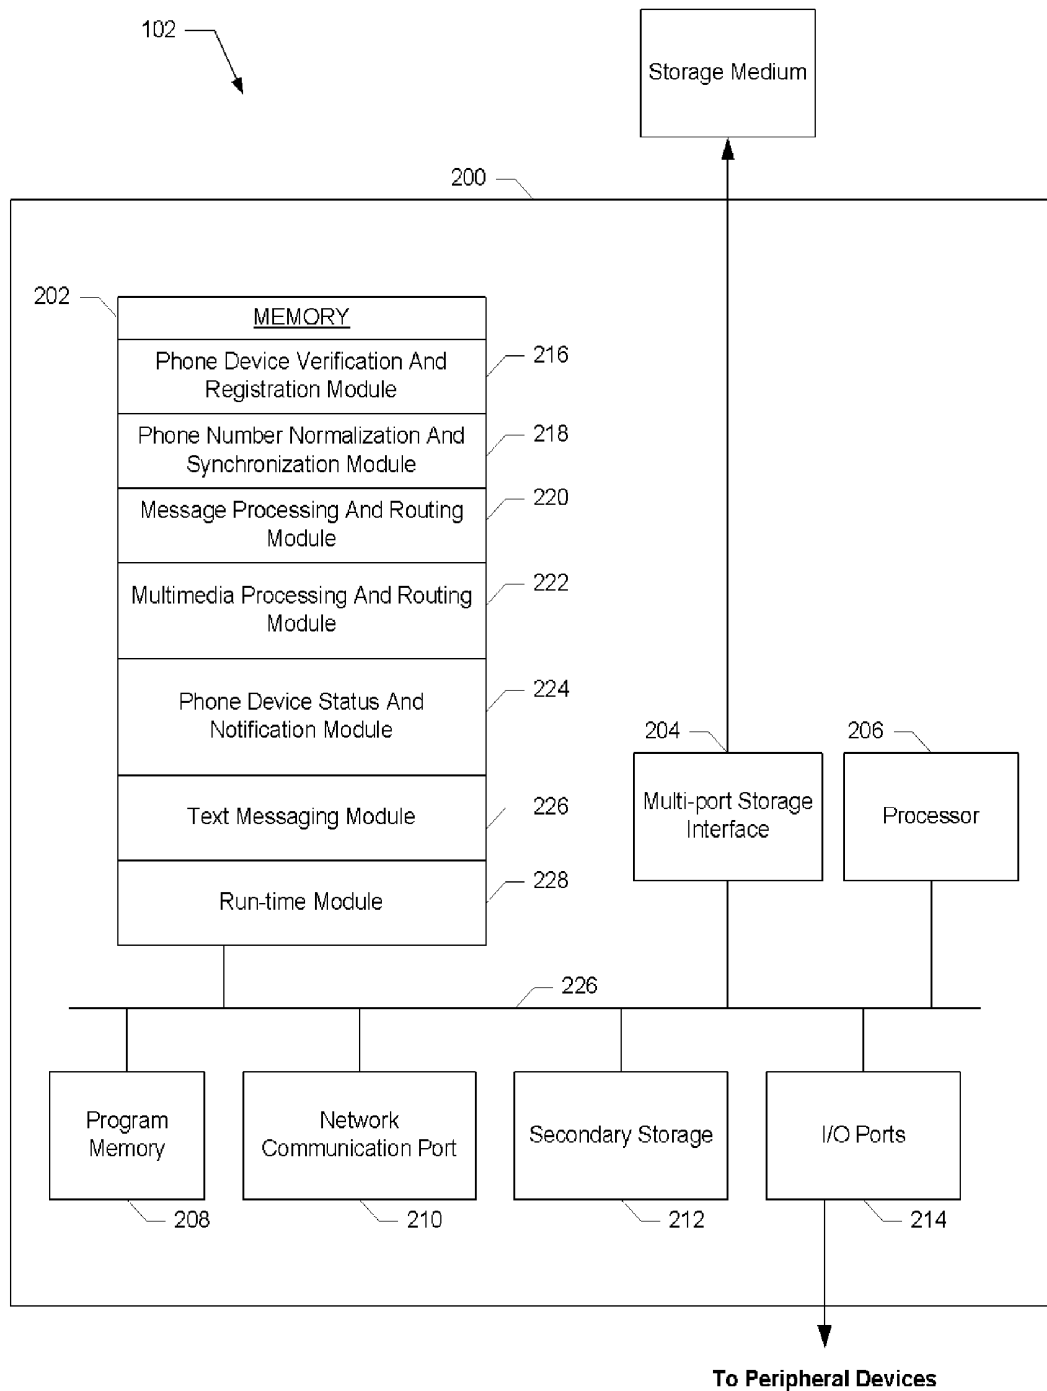 102
Storage Medium
200
202
MEMORY
Phone Device Verification And
Registration Module
216
Phone Number Normalization And
Synchronization Module
218
Message Processing And Routing
Module
220
Multimedia Processing And Routing
Module
222
Phone Device Status And
Notification Module
224
Text Messaging Module
226
Run-time Module
228
204
Multi-port Storage
Interface
206
Processor
226
Program
Memory
208
Network
Communication Port
210
Secondary Storage
212
I/O Ports
214
To Peripheral Devices